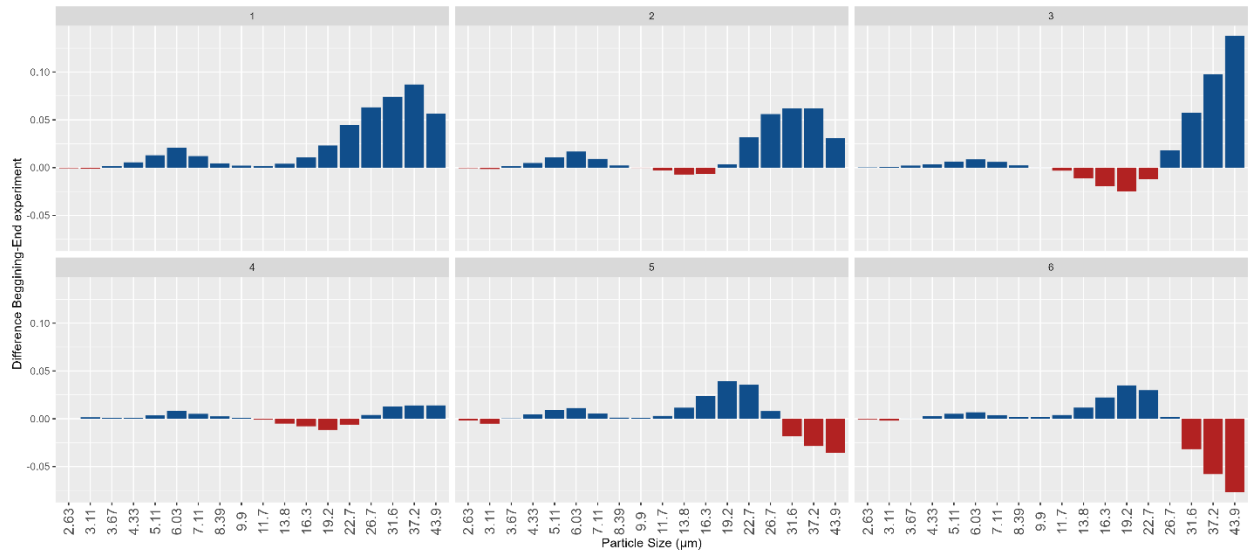 1 2 3
0.10
0.05
0.00
-0.05
4 5 6
0.10
0.05
0.00
-0.05
Difference Beggining-End experiment
2.63 3.11 3.67 4.33 5.11 6.03 7.11 8.39 9.9 11.7 13.8 16.3 19.2 22.7 26.7 31.6 37.2 43.9 2.63 3.11 3.67 4.33 5.11 6.03 7.11 8.39 9.9 11.7 13.8 16.3 19.2 22.7 26.7 31.6 37.2 43.9 2.63 3.11 3.67 4.33 5.11 6.03 7.11 8.39 9.9 11.7 13.8 16.3 19.2 22.7 26.7 31.6 37.2 43.9
Particle Size (µm)